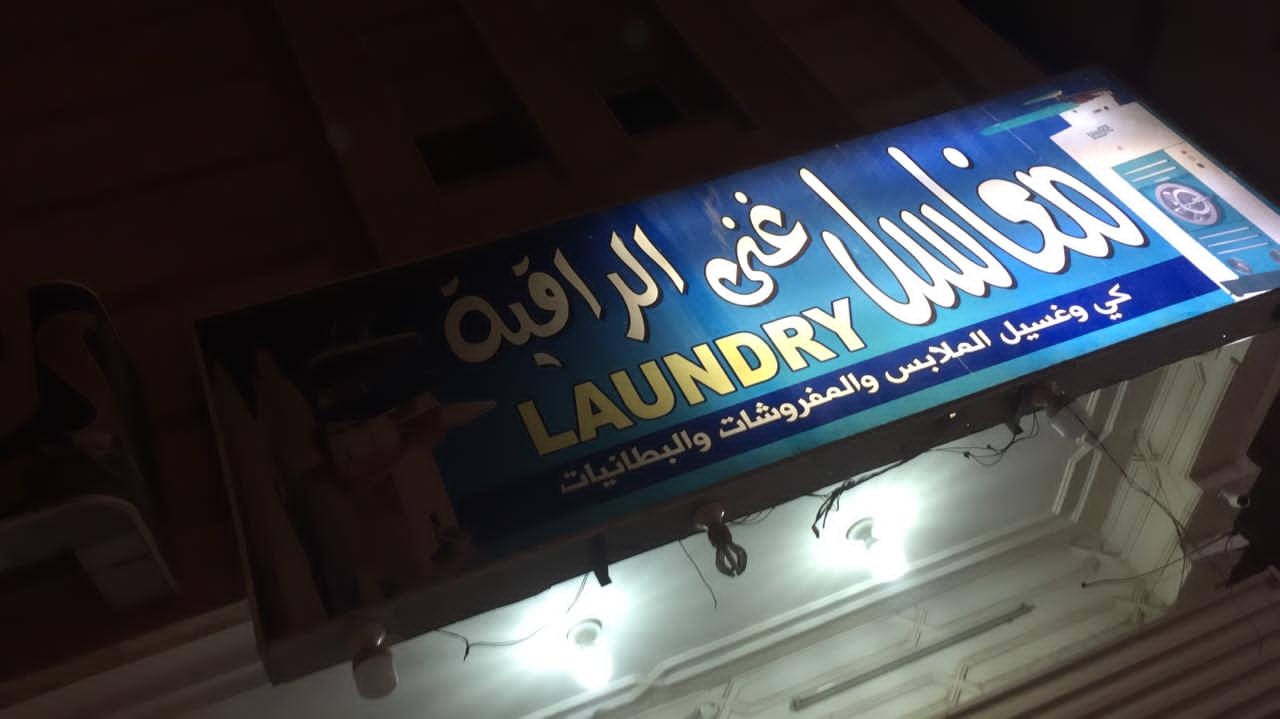 مغاسل غنى الراقية
LAUNDRY
كي وغسيل الملابس والمفروشات والبطانيات